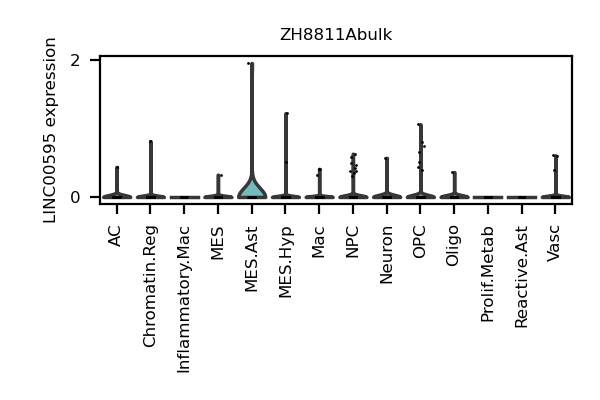 ZH8811Abulk
LINC00595 expression
2
0
AC
Chromatin.Reg
Inflammatory.Mac
MES
MES.Ast
MES.Hyp
Mac
NPC
Neuron
OPC
Oligo
Prolif.Metab
Reactive.Ast
Vasc